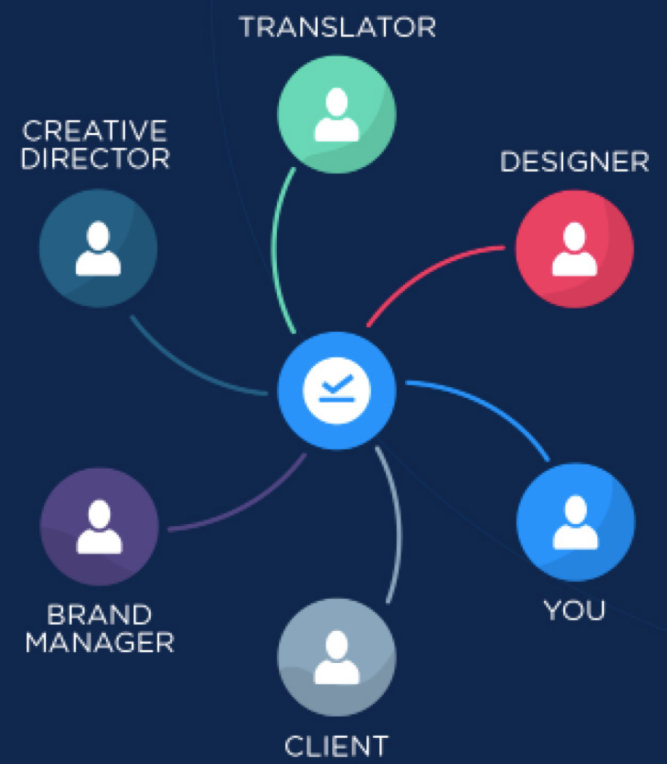 TRANSLATOR
CREATIVE
DIRECTOR
DESIGNER
BRAND
MANAGER
YOU
CLIENT